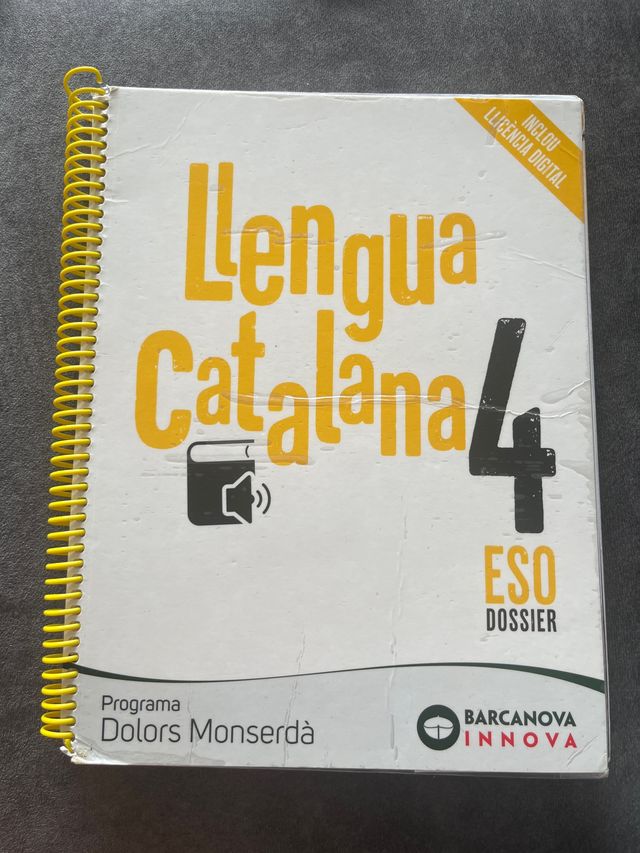 INCLOU
LLICÈNCIA DIGITAL
Llengua
Catalana 4
ESO
DOSSIER
Programa
Dolors Monserdà
BARCANOVA
INNOVA